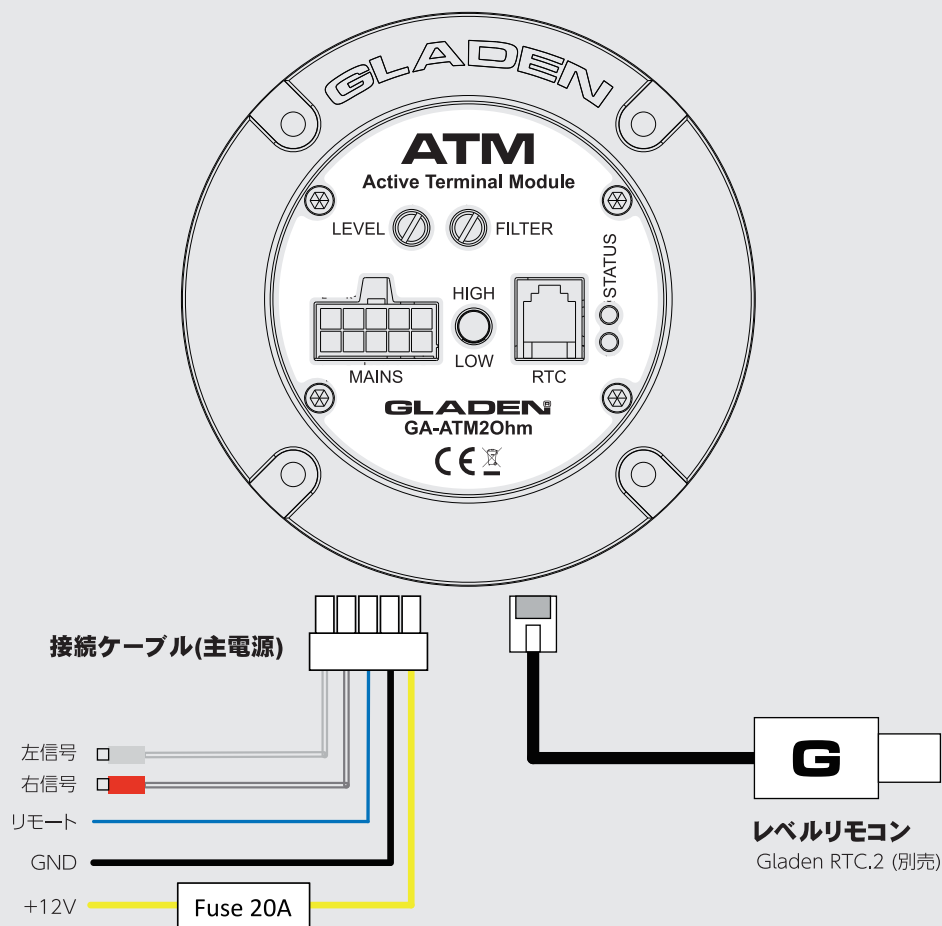 GLADEN
ATM
Active Terminal Module
LEVEL
FILTER
STATUS
HIGH
LOW
MAINS
RTC
GLADEN
GA-ATM2Ohm
CE
接続ケーブル(主電源)
左信号
右信号
リモート
GND
+12V
Fuse 20A
G
レベルリモコン
Gladen RTC.2 (別売)